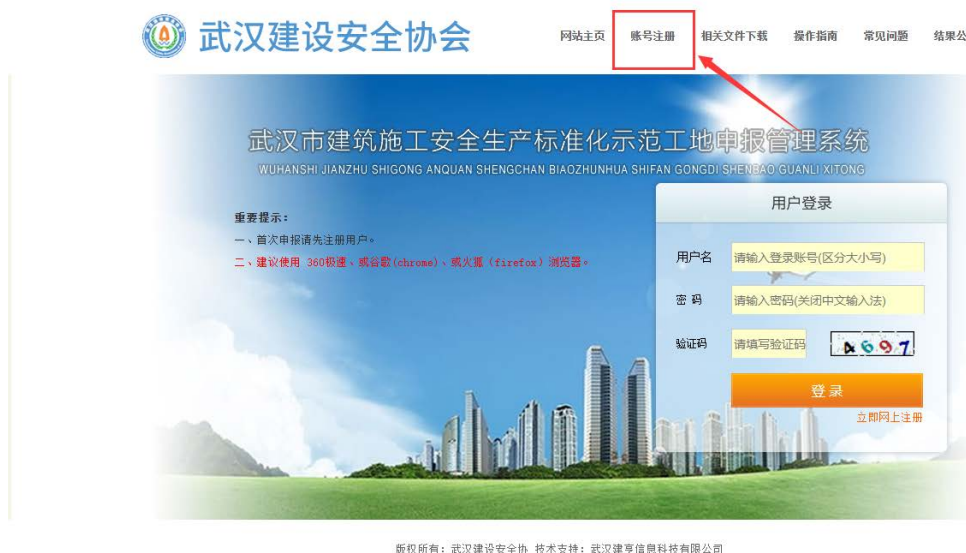 武汉建设安全协会
网站主页 账号注册 相关文件下载 操作指南 常见问题 结果公
武汉市建筑施工安全生产标准化示范工地申报管理系统
WUHANSHI JIANZHU SHIGONG ANQUAN SHENGCHAN BIAOZHUNHUA SHIFAN GONGDI SHENBAO GUANLI XITONG
重要提示：
一、首次申报请先注册用户。
二、建议使用 360极速、或谷歌(chrome)、或火狐（firefox）浏览器。
用户登录
用户名 请输入登录账号(区分大小写)
密 码 请输入密码(关闭中文输入法)
验证码 请填写验证码 4697
登 录
立即网上注册
版权所有：武汉建设安全协 技术支持：武汉建享信息科技有限公司